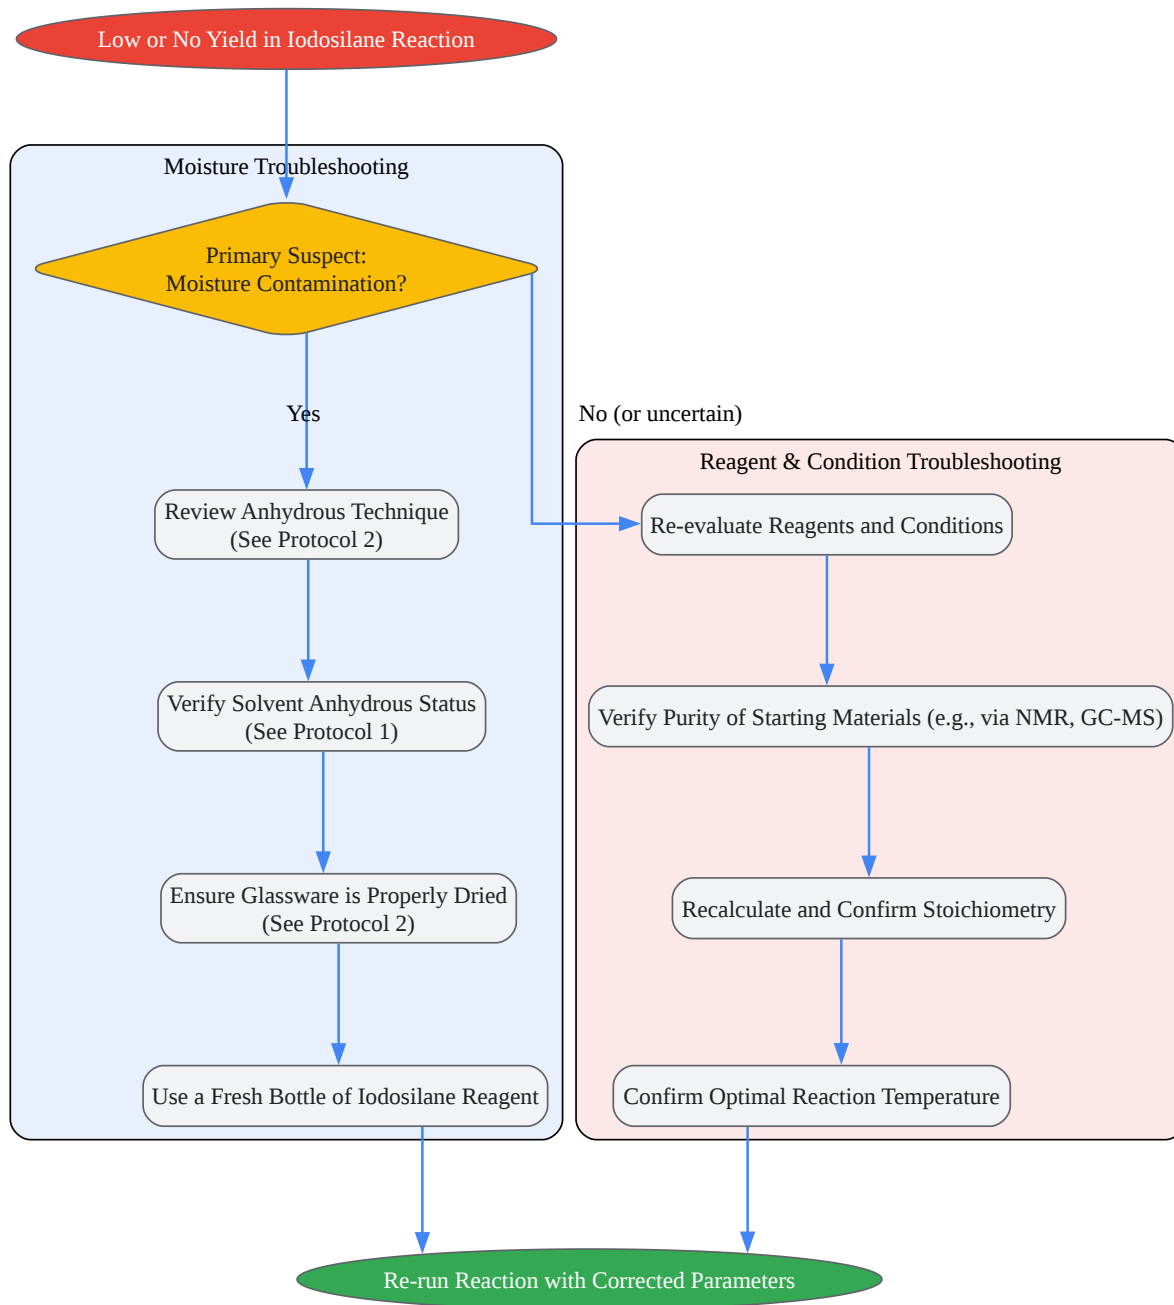 Low or No Yield in Iodosilane Reaction
Moisture Troubleshooting
Primary Suspect:
Moisture Contamination?
Yes
No (or uncertain)
Reagent & Condition Troubleshooting
Review Anhydrous Technique
(See Protocol 2)
Re-evaluate Reagents and Conditions
Verify Solvent Anhydrous Status
(See Protocol 1)
Verify Purity of Starting Materials (e.g., via NMR, GC-MS)
Ensure Glassware is Properly Dried
(See Protocol 2)
Recalculate and Confirm Stoichiometry
Use a Fresh Bottle of Iodosilane Reagent
Confirm Optimal Reaction Temperature
Re-run Reaction with Corrected Parameters